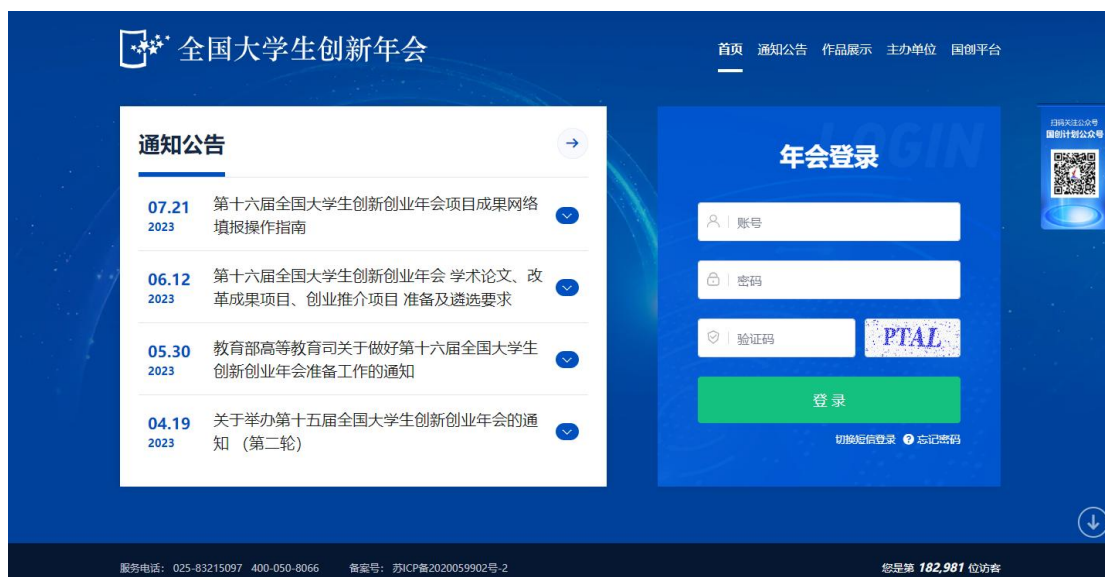 全国大学生创新年会
首页 通知公告 作品展示 主办单位 国创平台
通知公告
07.21
2023
第十六届全国大学生创新创业年会项目成果网络
填报操作指南
06.12
2023
第十六届全国大学生创新创业年会 学术论文、改
革成果项目、创业推介项目 准备及遴选要求
05.30
2023
教育部高等教育司关于做好第十六届全国大学生
创新创业年会准备工作的通知
04.19
2023
关于举办第十五届全国大学生创新创业年会的通
知 (第二轮)
LOGIN
年会登录
账号
密码
验证码
PTAL
登 录
切换短信登录 ? 忘记密码
扫码关注公众号
国创计划公众号
服务电话: 025-83215097 400-050-8066 备案号: 苏ICP备2020059902号-2
您是第 182,981 位访客